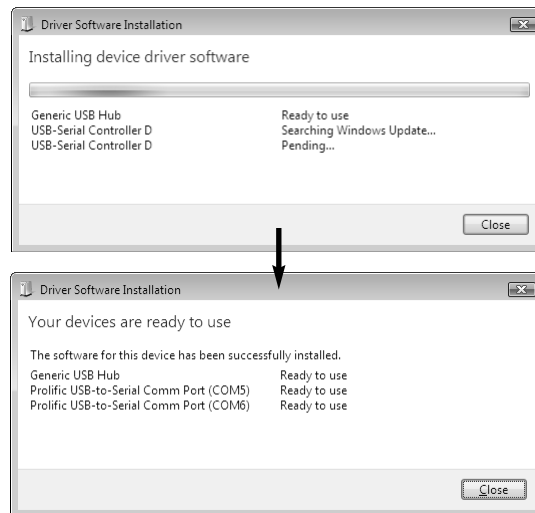 Driver Software Installation
Installing device driver software
Generic USB Hub Ready to use
USB-Serial Controller D Searching Windows Update...
USB-Serial Controller D Pending...
Close
Driver Software Installation
Your devices are ready to use
The software for this device has been successfully installed.
Generic USB Hub Ready to use
Prolific USB-to-Serial Comm Port (COM5) Ready to use
Prolific USB-to-Serial Comm Port (COM6) Ready to use
Close